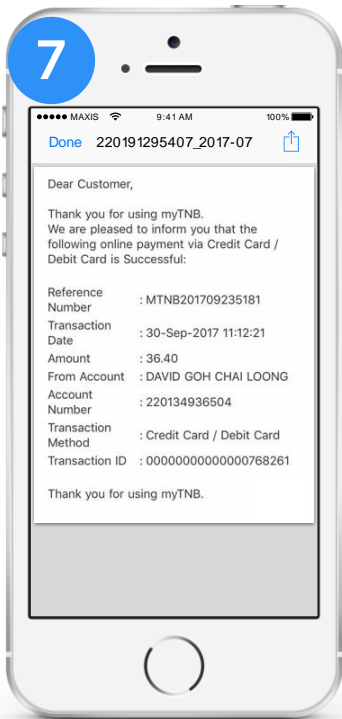 7
MAXIS 9:41 AM 100%
Done 220191295407_2017-07
Dear Customer,
Thank you for using myTNB.
We are pleased to inform you that the
following online payment via Credit Card /
Debit Card is Successful:
Reference
Number : MTNB201709235181
Transaction
Date : 30-Sep-2017 11:12:21
Amount : 36.40
From Account : DAVID GOH CHAI LOONG
Account
Number : 220134936504
Transaction
Method : Credit Card / Debit Card
Transaction ID : 00000000000000768261
Thank you for using myTNB.